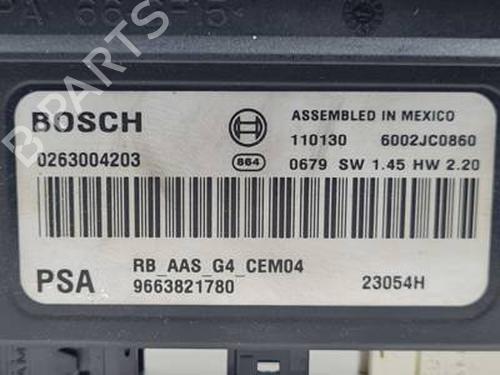 BOSCH
ASSEMBLED IN MEXICO
110130 6002JC0860
0263004203
864
0679 SW 1.45 HW 2.20
RB_AAS_G4_CEM04
PSA
9663821780
23054H